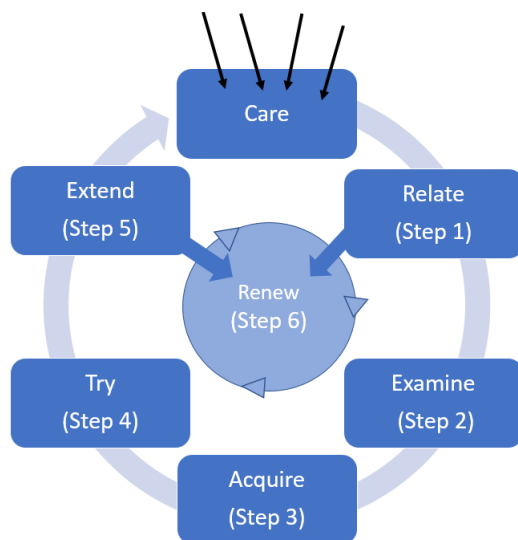 Care
Relate
(Step 1)
Examine
(Step 2)
Acquire
(Step 3)
Try
(Step 4)
Extend
(Step 5)
Renew
(Step 6)